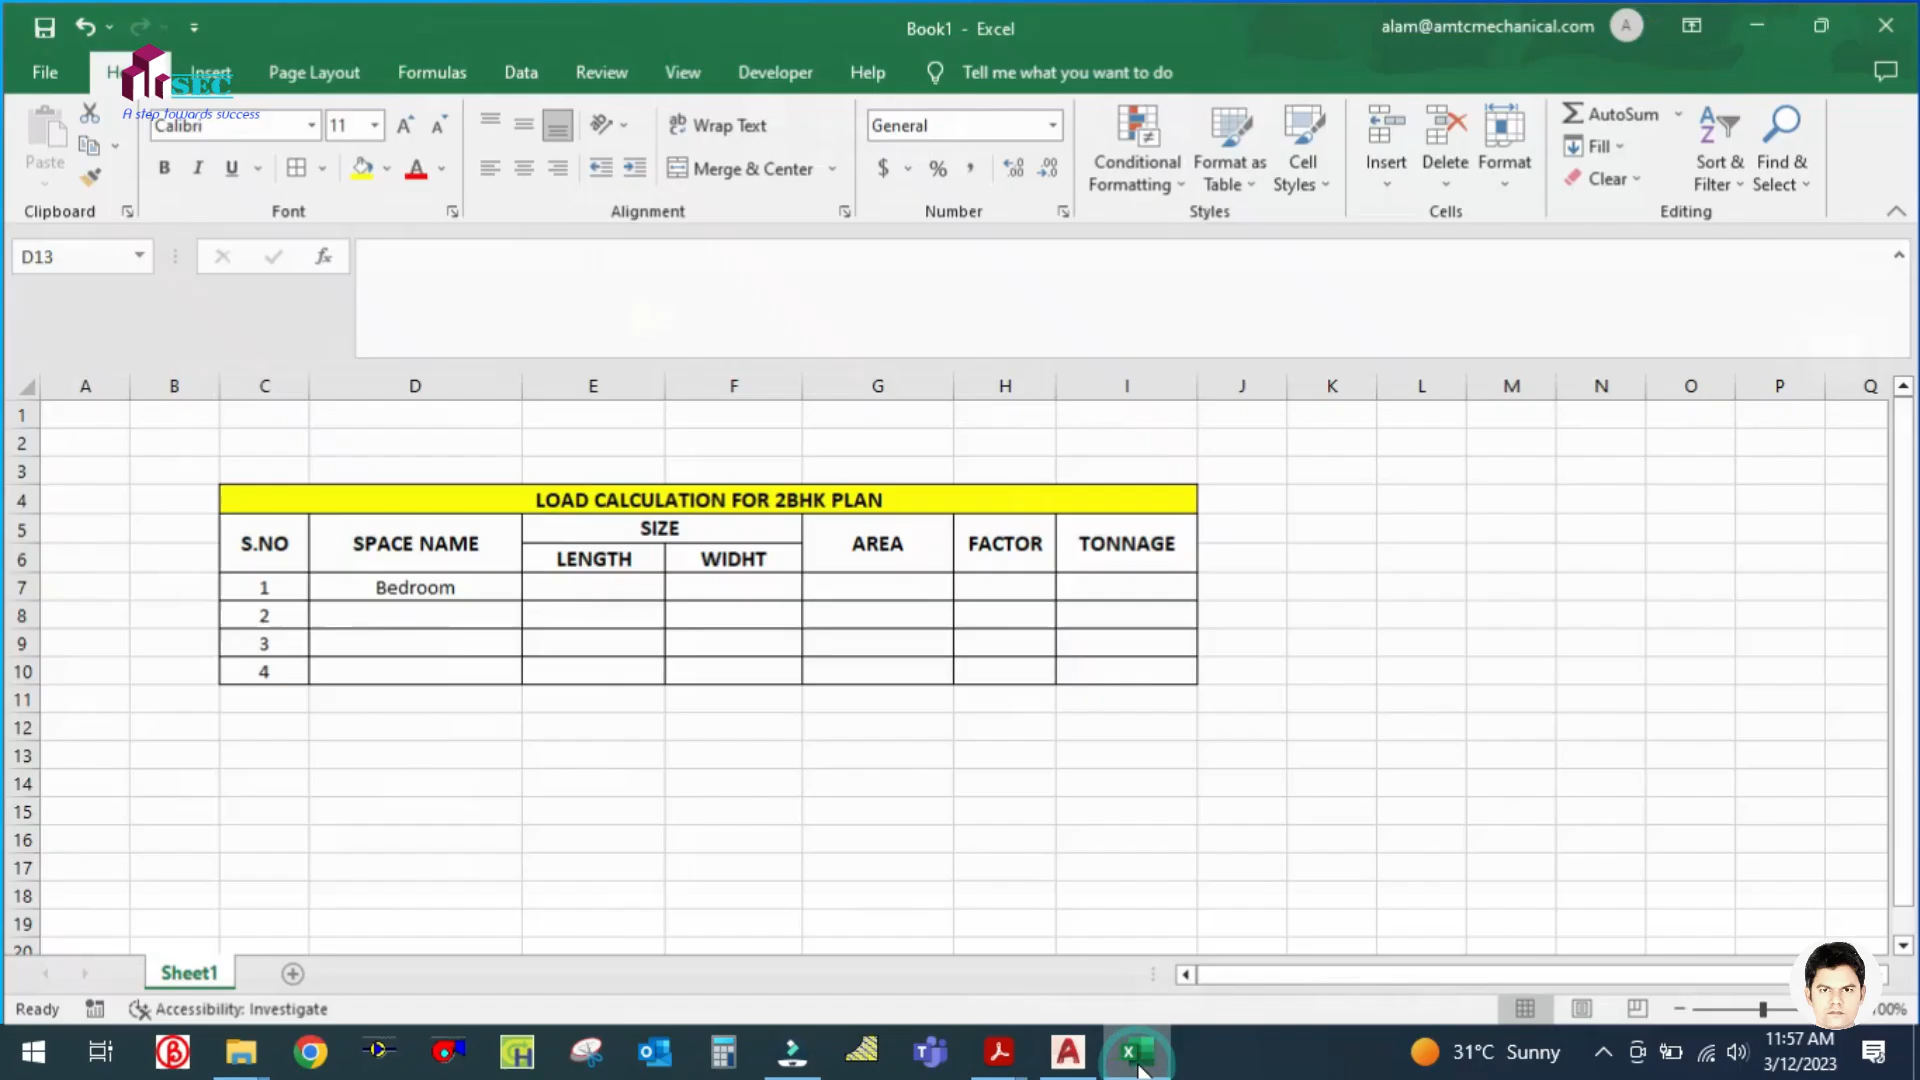 Book1 - Excel
alam@amtcmechanical.com
A
File
Insert
Page Layout
Formulas
Data
Review
View
Developer
Help
Tell me what you want to do
SEC
A step towards success
Paste
Clipboard
Calibri
11
B I U
Font
Wrap Text
Merge & Center
Alignment
General
$ % ,
Number
Conditional
Formatting
Format as
Table
Cell
Styles
Styles
Insert
Delete
Format
Cells
AutoSum
Fill
Clear
Sort &
Filter
Find &
Select
Editing
D13
fx
A B C D E F G H I J K L M N O P Q
1
2
3
4 LOAD CALCULATION FOR 2BHK PLAN
5 S.NO SPACE NAME SIZE AREA FACTOR TONNAGE
6 LENGTH WIDHT
7 1 Bedroom
8 2
9 3
10 4
11
12
13
14
15
16
17
18
19
20
Sheet1
Ready
Accessibility: Investigate
31°C Sunny
11:57 AM
3/12/2023